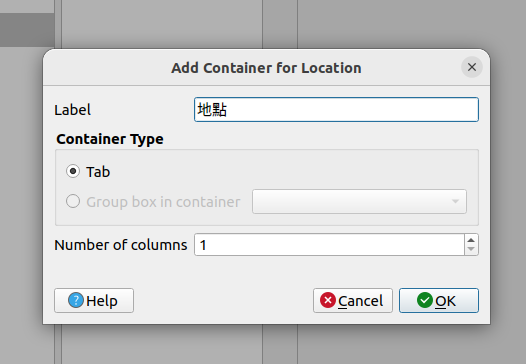 Add Container for Location
Label 地點
Container Type
Tab
Group box in container
Number of columns 1
Help Cancel OK